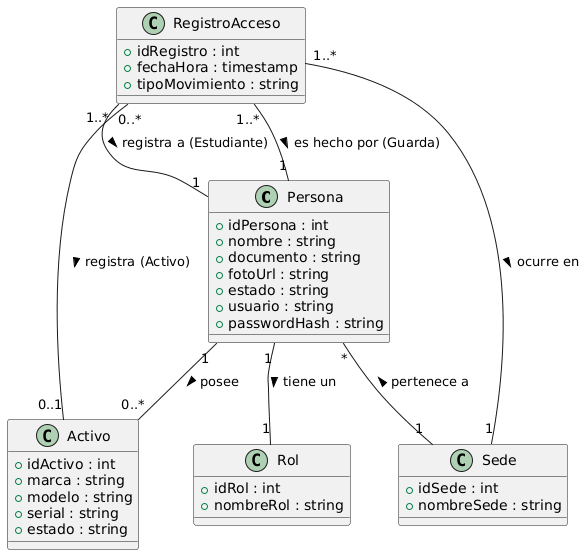 C RegistroAcceso
idRegistro : int
fechaHora : timestamp
tipoMovimiento : string
1..*
1..*
0..*
1..*
registra a (Estudiante)
es hecho por (Guarda)
1
1
C Persona
idPersona : int
nombre : string
documento : string
fotoUrl : string
estado : string
usuario : string
passwordHash : string
registra (Activo)
ocurre en
1
1
*
posee
tiene un
pertenece a
0..1
0..*
1
1
1
C Activo
idActivo : int
marca : string
modelo : string
serial : string
estado : string
C Rol
idRol : int
nombreRol : string
C Sede
idSede : int
nombreSede : string